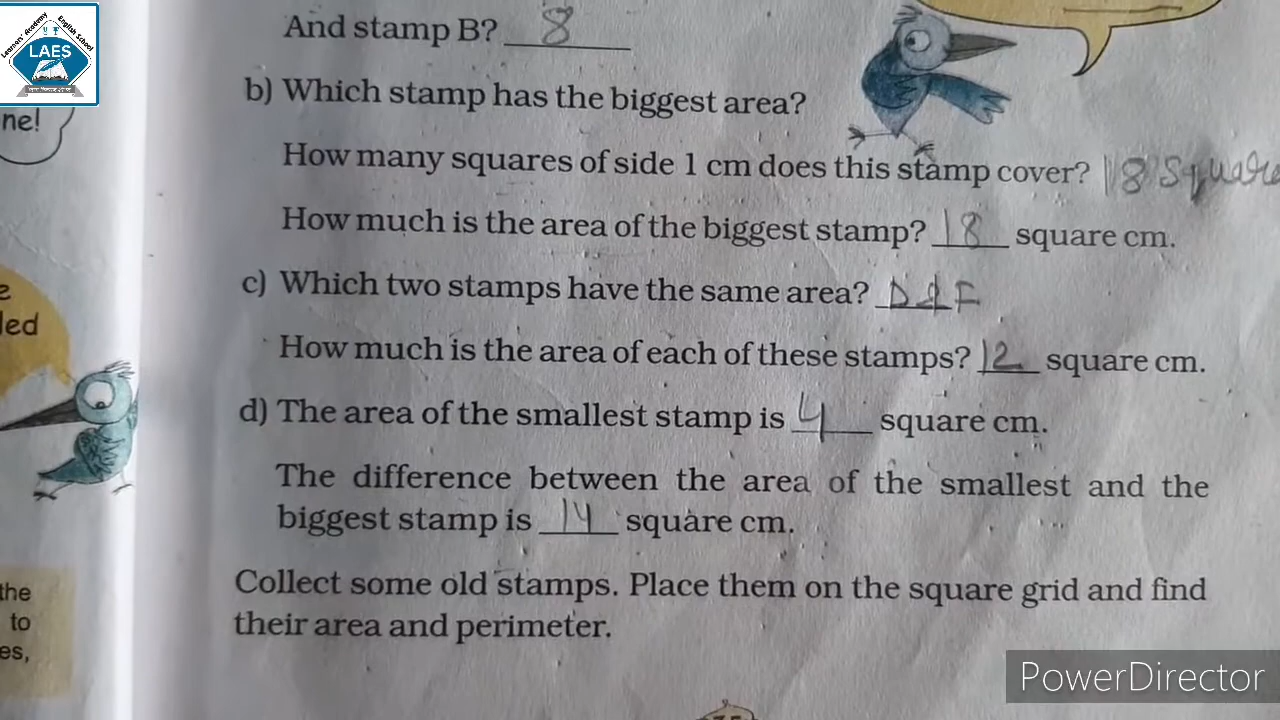 Learners' Academy English School
LAES
And stamp B? 8
ne!
b) Which stamp has the biggest area?
How many squares of side 1 cm does this stamp cover? 18 Square
How much is the area of the biggest stamp? 18 square cm.
c) Which two stamps have the same area? D & F
led
How much is the area of each of these stamps? 12 square cm.
d) The area of the smallest stamp is 4 square cm.
The difference between the area of the smallest and the
biggest stamp is 14 square cm.
Collect some old stamps. Place them on the square grid and find
their area and perimeter.
the
to
es,
PowerDirector